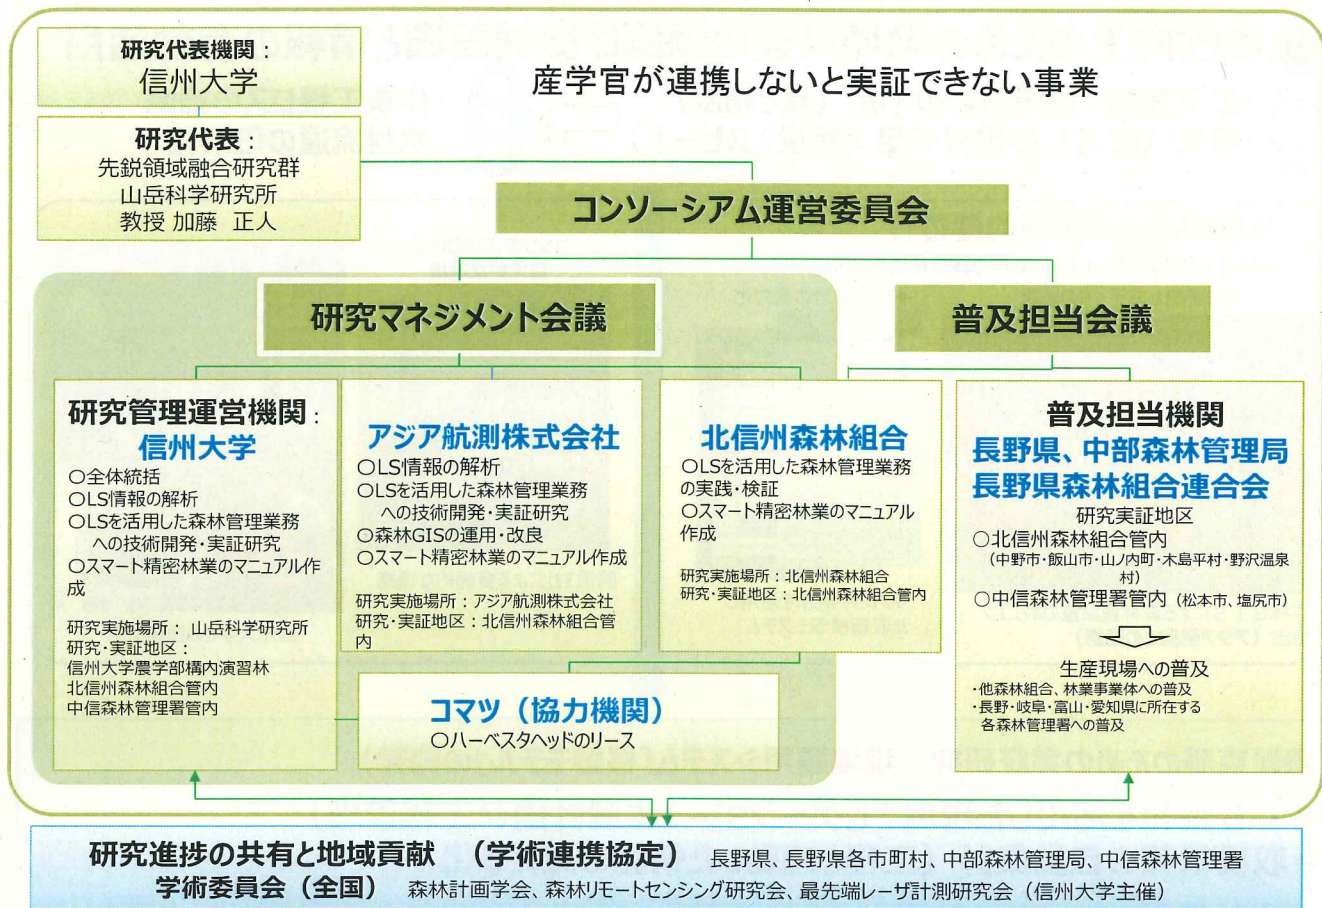 研究代表機関：
信州大学
産学官が連携しないと実証できない事業
研究代表：
先鋭領域融合研究群
山岳科学研究所
教授 加藤 正人
コンソーシアム運営委員会
研究マネジメント会議
普及担当会議
研究管理運営機関：
信州大学
○全体統括
○LS情報の解析
○LSを活用した森林管理業務
への技術開発・実証研究
○スマート精密林業のマニュアル作
成
研究実施場所： 山岳科学研究所
研究・実証地区：
信州大学農学部構内演習林
北信州森林組合管内
中信森林管理署管内
アジア航測株式会社
○LS情報の解析
○LSを活用した森林管理業務
への技術開発・実証研究
○森林GISの運用・改良
○スマート精密林業のマニュアル作成
研究実施場所：アジア航測株式会社
研究・実証地区：北信州森林組合管
内
北信州森林組合
○LSを活用した森林管理業務
の実践・検証
○スマート精密林業のマニュアル
作成
研究実施場所：北信州森林組合
研究・実証地区：北信州森林組合管内
コマツ（協力機関）
○ハーベスタヘッドのリース
普及担当機関
長野県、中部森林管理局
長野県森林組合連合会
研究実証地区
○北信州森林組合管内
（中野市・飯山市・山ノ内町・木島平村・野沢温泉
村）
○中信森林管理署管内（松本市、塩尻市）
生産現場への普及
・他森林組合、林業事業体への普及
・長野・岐阜・富山・愛知県に所在する
各森林管理署への普及
研究進捗の共有と地域貢献 （学術連携協定） 長野県、長野県各市町村、中部森林管理局、中信森林管理署
学術委員会（全国） 森林計画学会、森林リモートセンシング研究会、最先端レーザ計測研究会（信州大学主催）